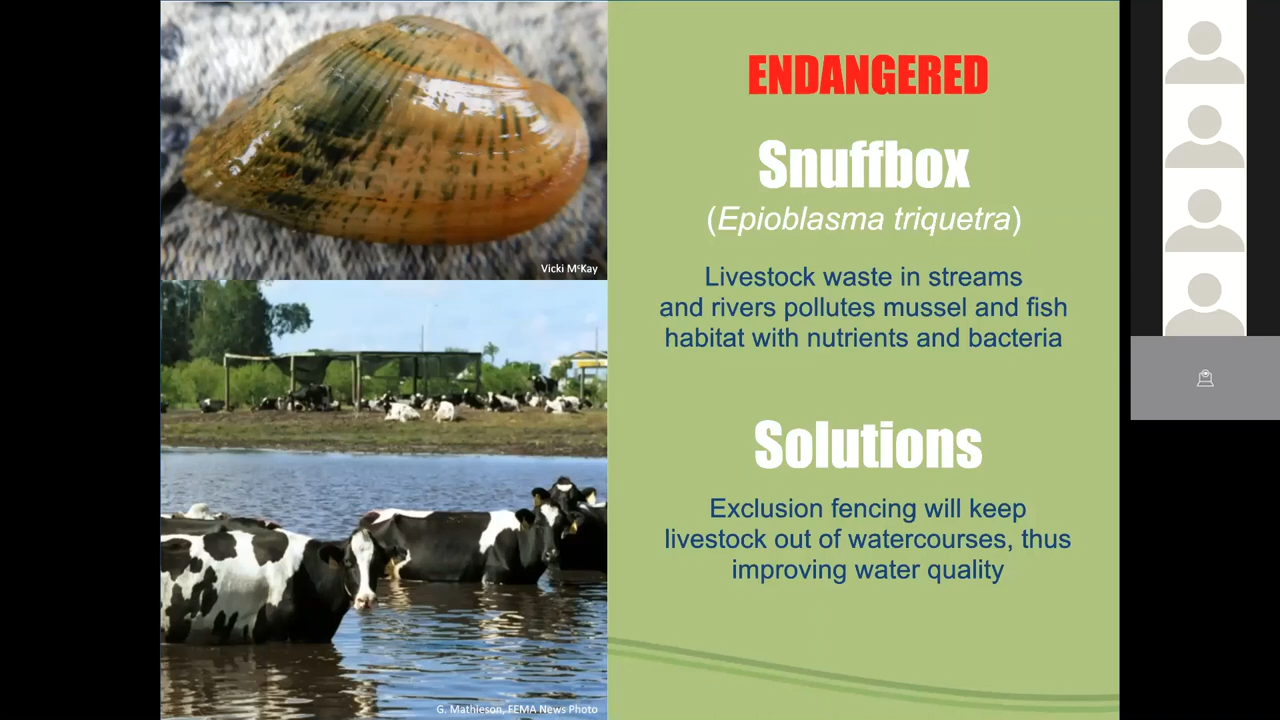 ENDANGERED
Snuffbox
(Epioblasma triquetra)
Livestock waste in streams
and rivers pollutes mussel and fish
habitat with nutrients and bacteria
Solutions
Exclusion fencing will keep
livestock out of watercourses, thus
improving water quality
Vicki McKay
G. Mathieson, FEMA News Photo